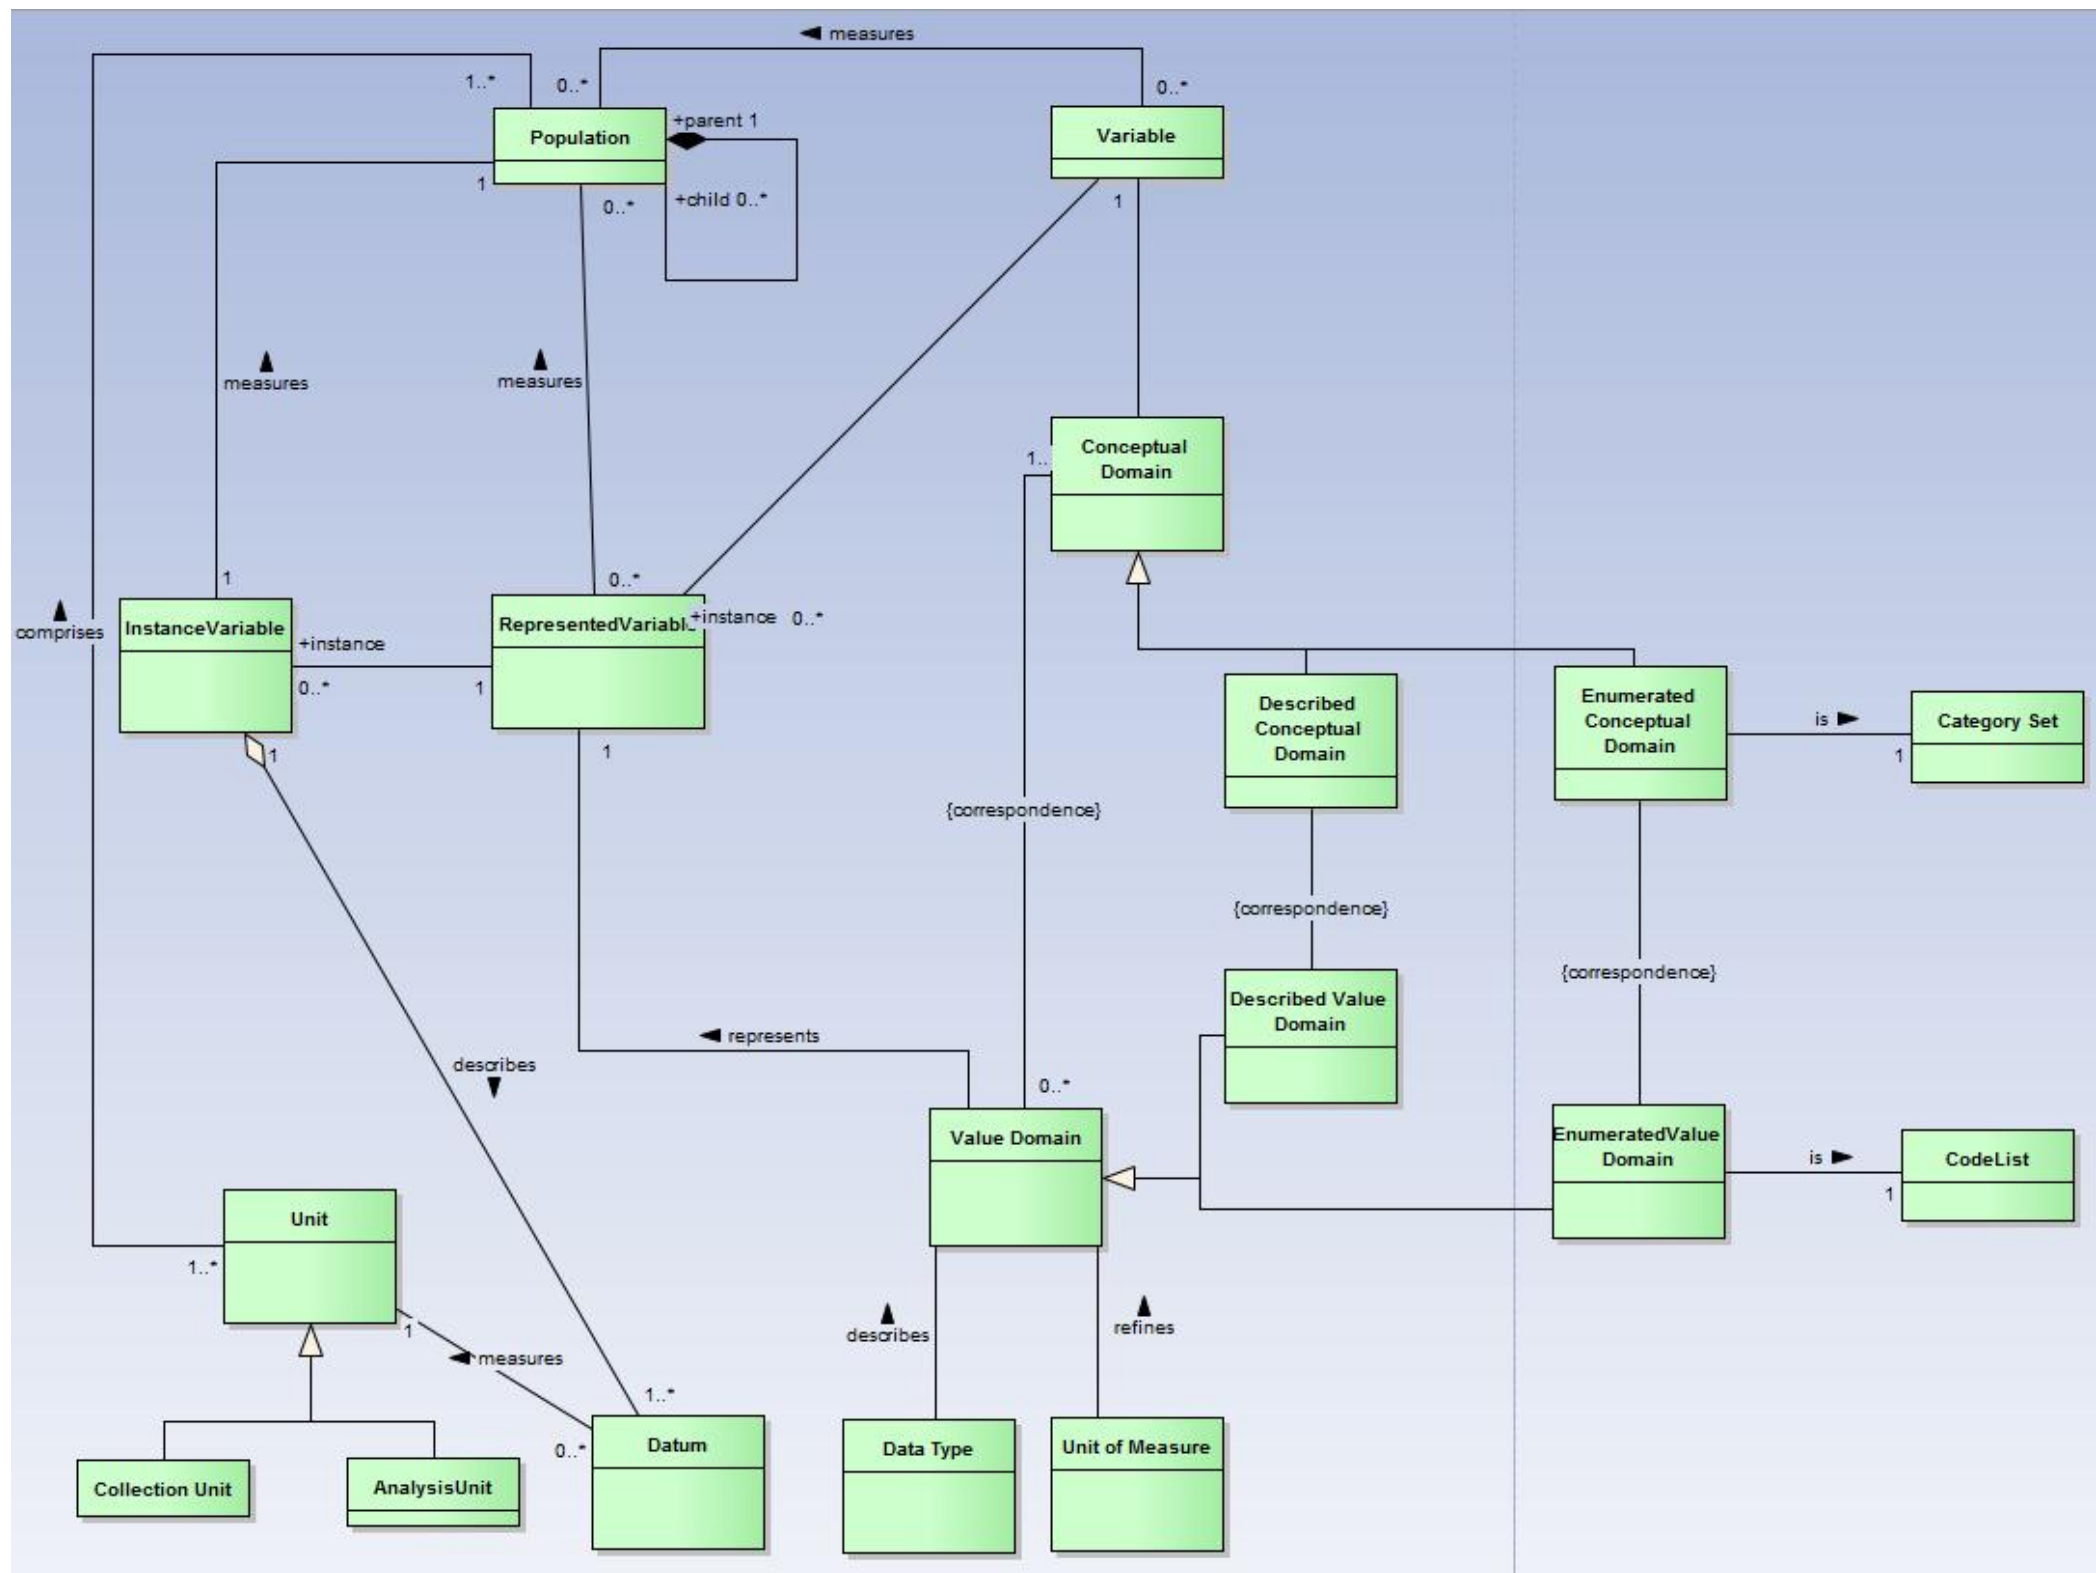 measures
1..*
0..*
0..*
Population
+parent 1
Variable
1
0..*
+child 0..*
1
measures
measures
Conceptual
Domain
1..
1
0..*
comprises
InstanceVariable
+instance
0..*
RepresentedVariabl
+instance 0..*
1
Described
Conceptual
Domain
Enumerated
Conceptual
Domain
is
1
Category Set
1
1
{correspondence}
{correspondence}
{correspondence}
Described Value
Domain
represents
describes
0..*
Value Domain
EnumeratedValue
Domain
is
1
CodeList
Unit
1..*
1
measures
describes
refines
1..*
0..*
Datum
Data Type
Unit of Measure
Collection Unit
AnalysisUnit